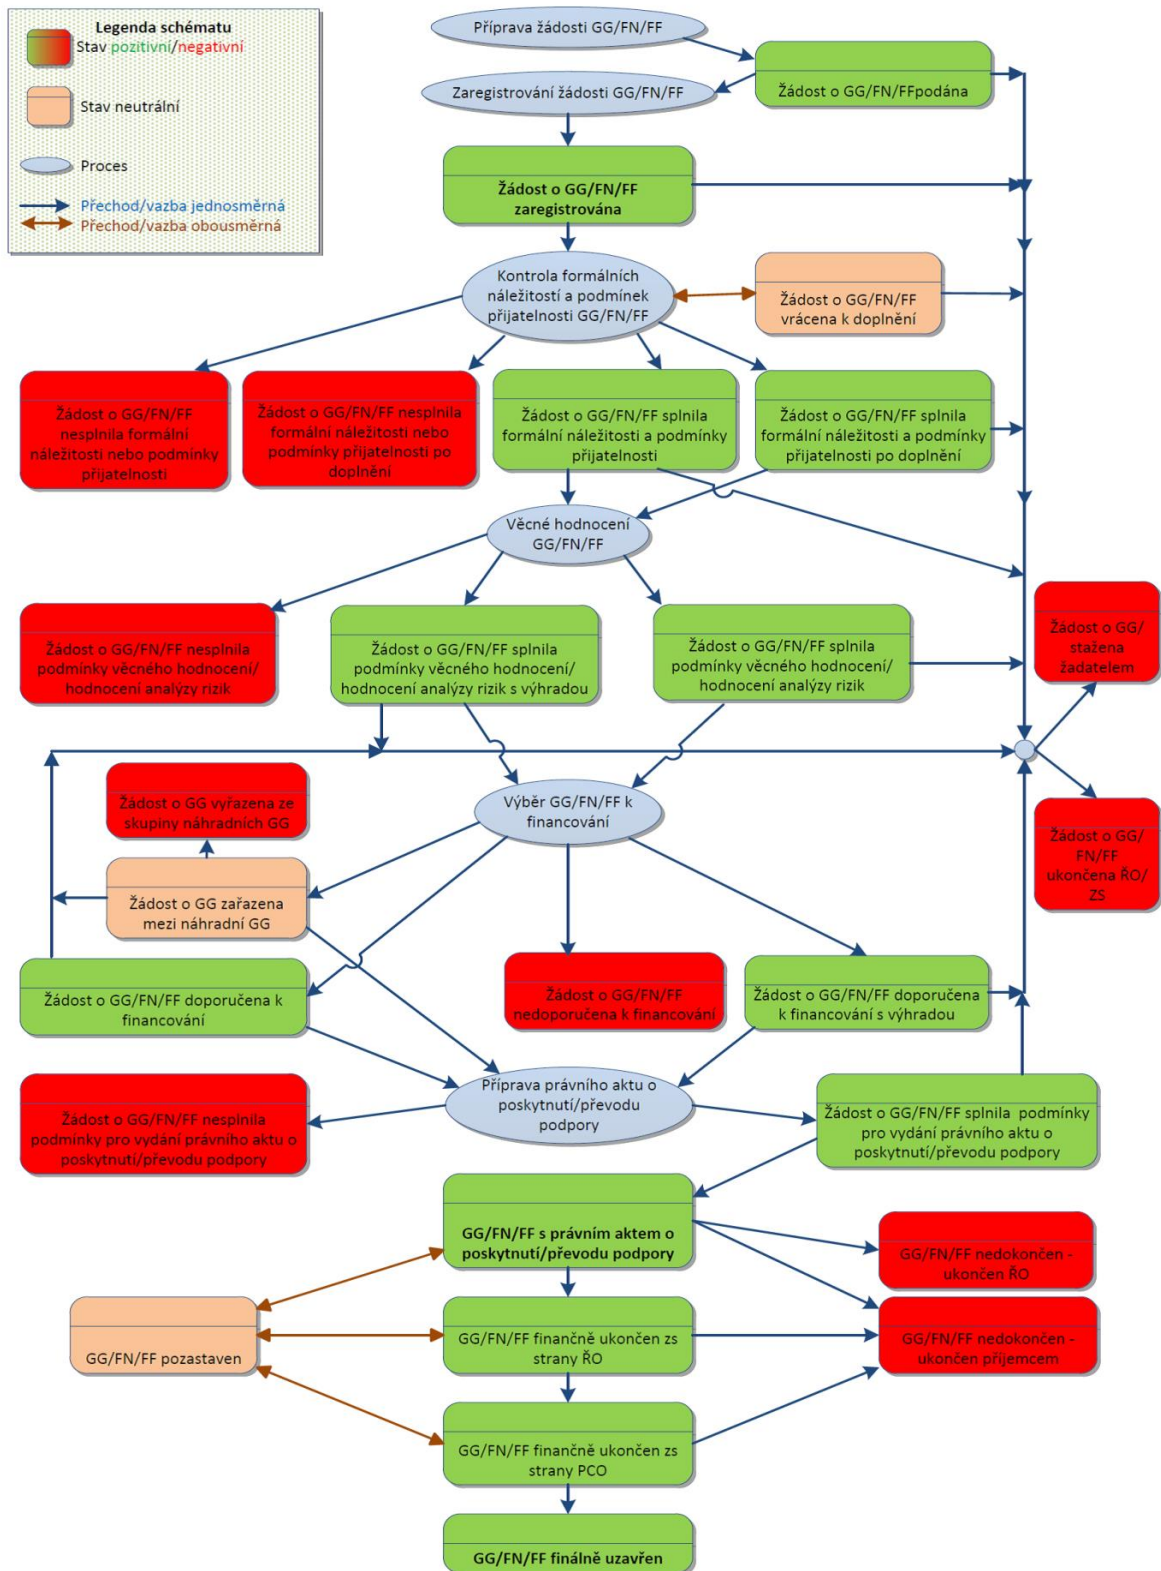 Legenda schématu
Stav pozitivní/negativní
Stav neutrální
Proces
Přechod/vazba jednosměrná
Přechod/vazba obousměrná
Příprava žádosti GG/FN/FF
Žádost o GG/FN/FFpodána
Zaregistrování žádosti GG/FN/FF
Žádost o GG/FN/FF
zaregistrována
Kontrola formálních
náležitostí a podmínek
přijatelnosti GG/FN/FF
Žádost o GG/FN/FF
vrácena k doplnění
Žádost o GG/FN/FF
nesplnila formální
náležitosti nebo podmínky
přijatelnosti
Žádost o GG/FN/FF nesplnila
formální náležitosti nebo
podmínky přijatelnosti po
doplnění
Žádost o GG/FN/FF splnila
formální náležitosti a podmínky
přijatelnosti
Žádost o GG/FN/FF splnila
formální náležitosti a podmínky
přijatelnosti po doplnění
Věcné hodnocení
GG/FN/FF
Žádost o GG/FN/FF nesplnila
podmínky věcného hodnocení/
hodnocení analýzy rizik
Žádost o GG/FN/FF splnila
podmínky věcného hodnocení/
hodnocení analýzy rizik s výhradou
Žádost o GG/FN/FF splnila
podmínky věcného hodnocení/
hodnocení analýzy rizik
Žádost o GG/
stažena
žadatelem
Žádost o GG vyřazena ze
skupiny náhradních GG
Výběr GG/FN/FF k
financování
Žádost o GG/
FN/FF
ukončena ŘO/
ZS
Žádost o GG zařazena
mezi náhradní GG
Žádost o GG/FN/FF doporučena k
financování
Žádost o GG/FN/FF
nedoporučena k financování
Žádost o GG/FN/FF doporučena
k financování s výhradou
Příprava právního aktu o
poskytnutí/převodu
podpory
Žádost o GG/FN/FF nesplnila
podmínky pro vydání právního aktu o
poskytnutí/převodu podpory
Žádost o GG/FN/FF splnila  podmínky
pro vydání právního aktu o
poskytnutí/převodu podpory
GG/FN/FF s právním aktem o
poskytnutí/převodu podpory
GG/FN/FF nedokončen -
ukončen ŘO
GG/FN/FF pozastaven
GG/FN/FF finančně ukončen zs
strany ŘO
GG/FN/FF nedokončen -
ukončen příjemcem
GG/FN/FF finančně ukončen zs
strany PCO
GG/FN/FF finálně uzavřen